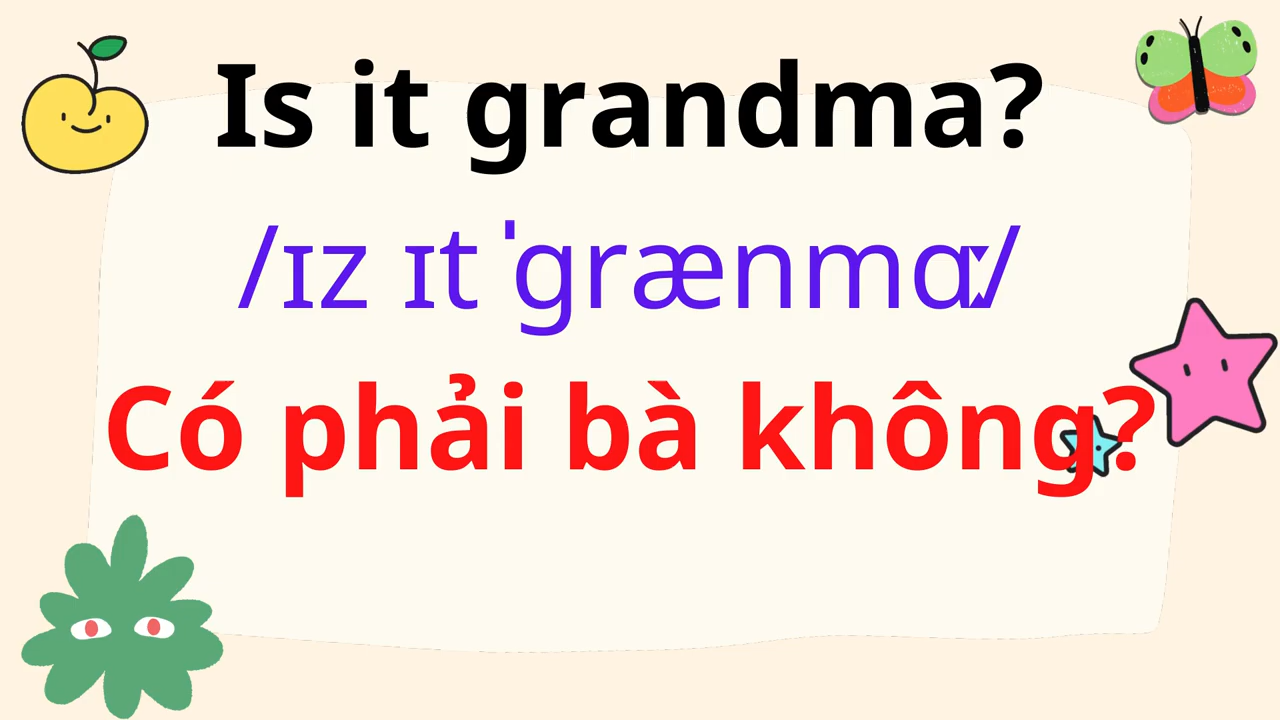 Is it grandma?
/ɪz ɪt ˈɡrænmɑː/
Có phải bà không?